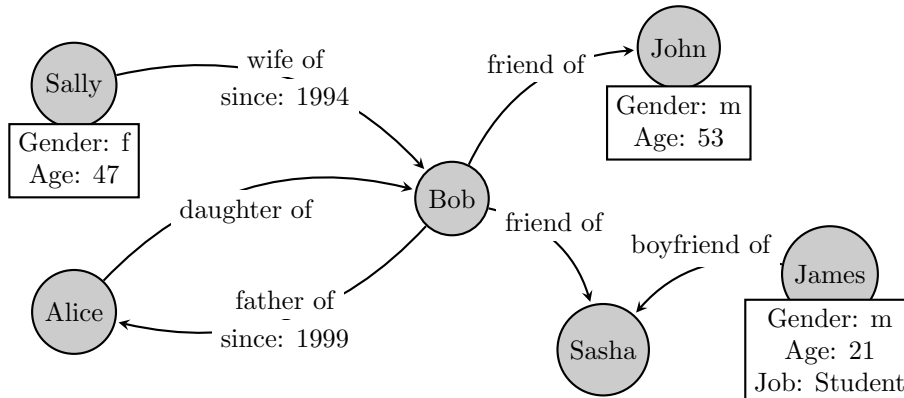 Sally
Gender: f
Age: 47
wife of
since: 1994
friend of
John
Gender: m
Age: 53
daughter of
Bob
friend of
boyfriend of
James
Gender: m
Age: 21
Job: Student
Alice
father of
since: 1999
Sasha